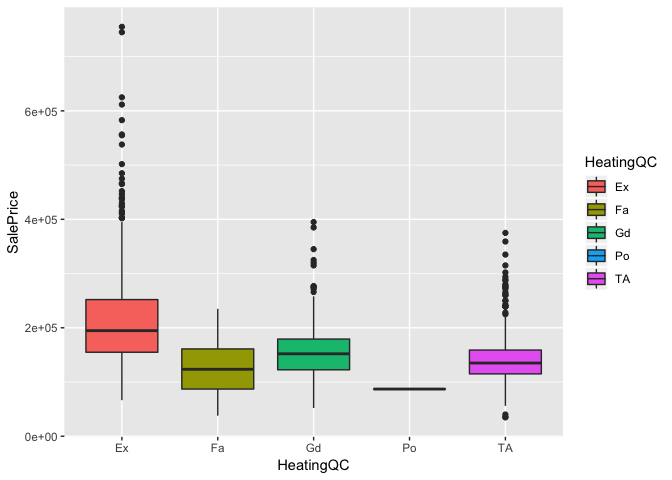 6e+05
4e+05
2e+05
0e+00
SalePrice
Ex
Fa
Gd
Po
TA
HeatingQC
HeatingQC
Ex
Fa
Gd
Po
TA